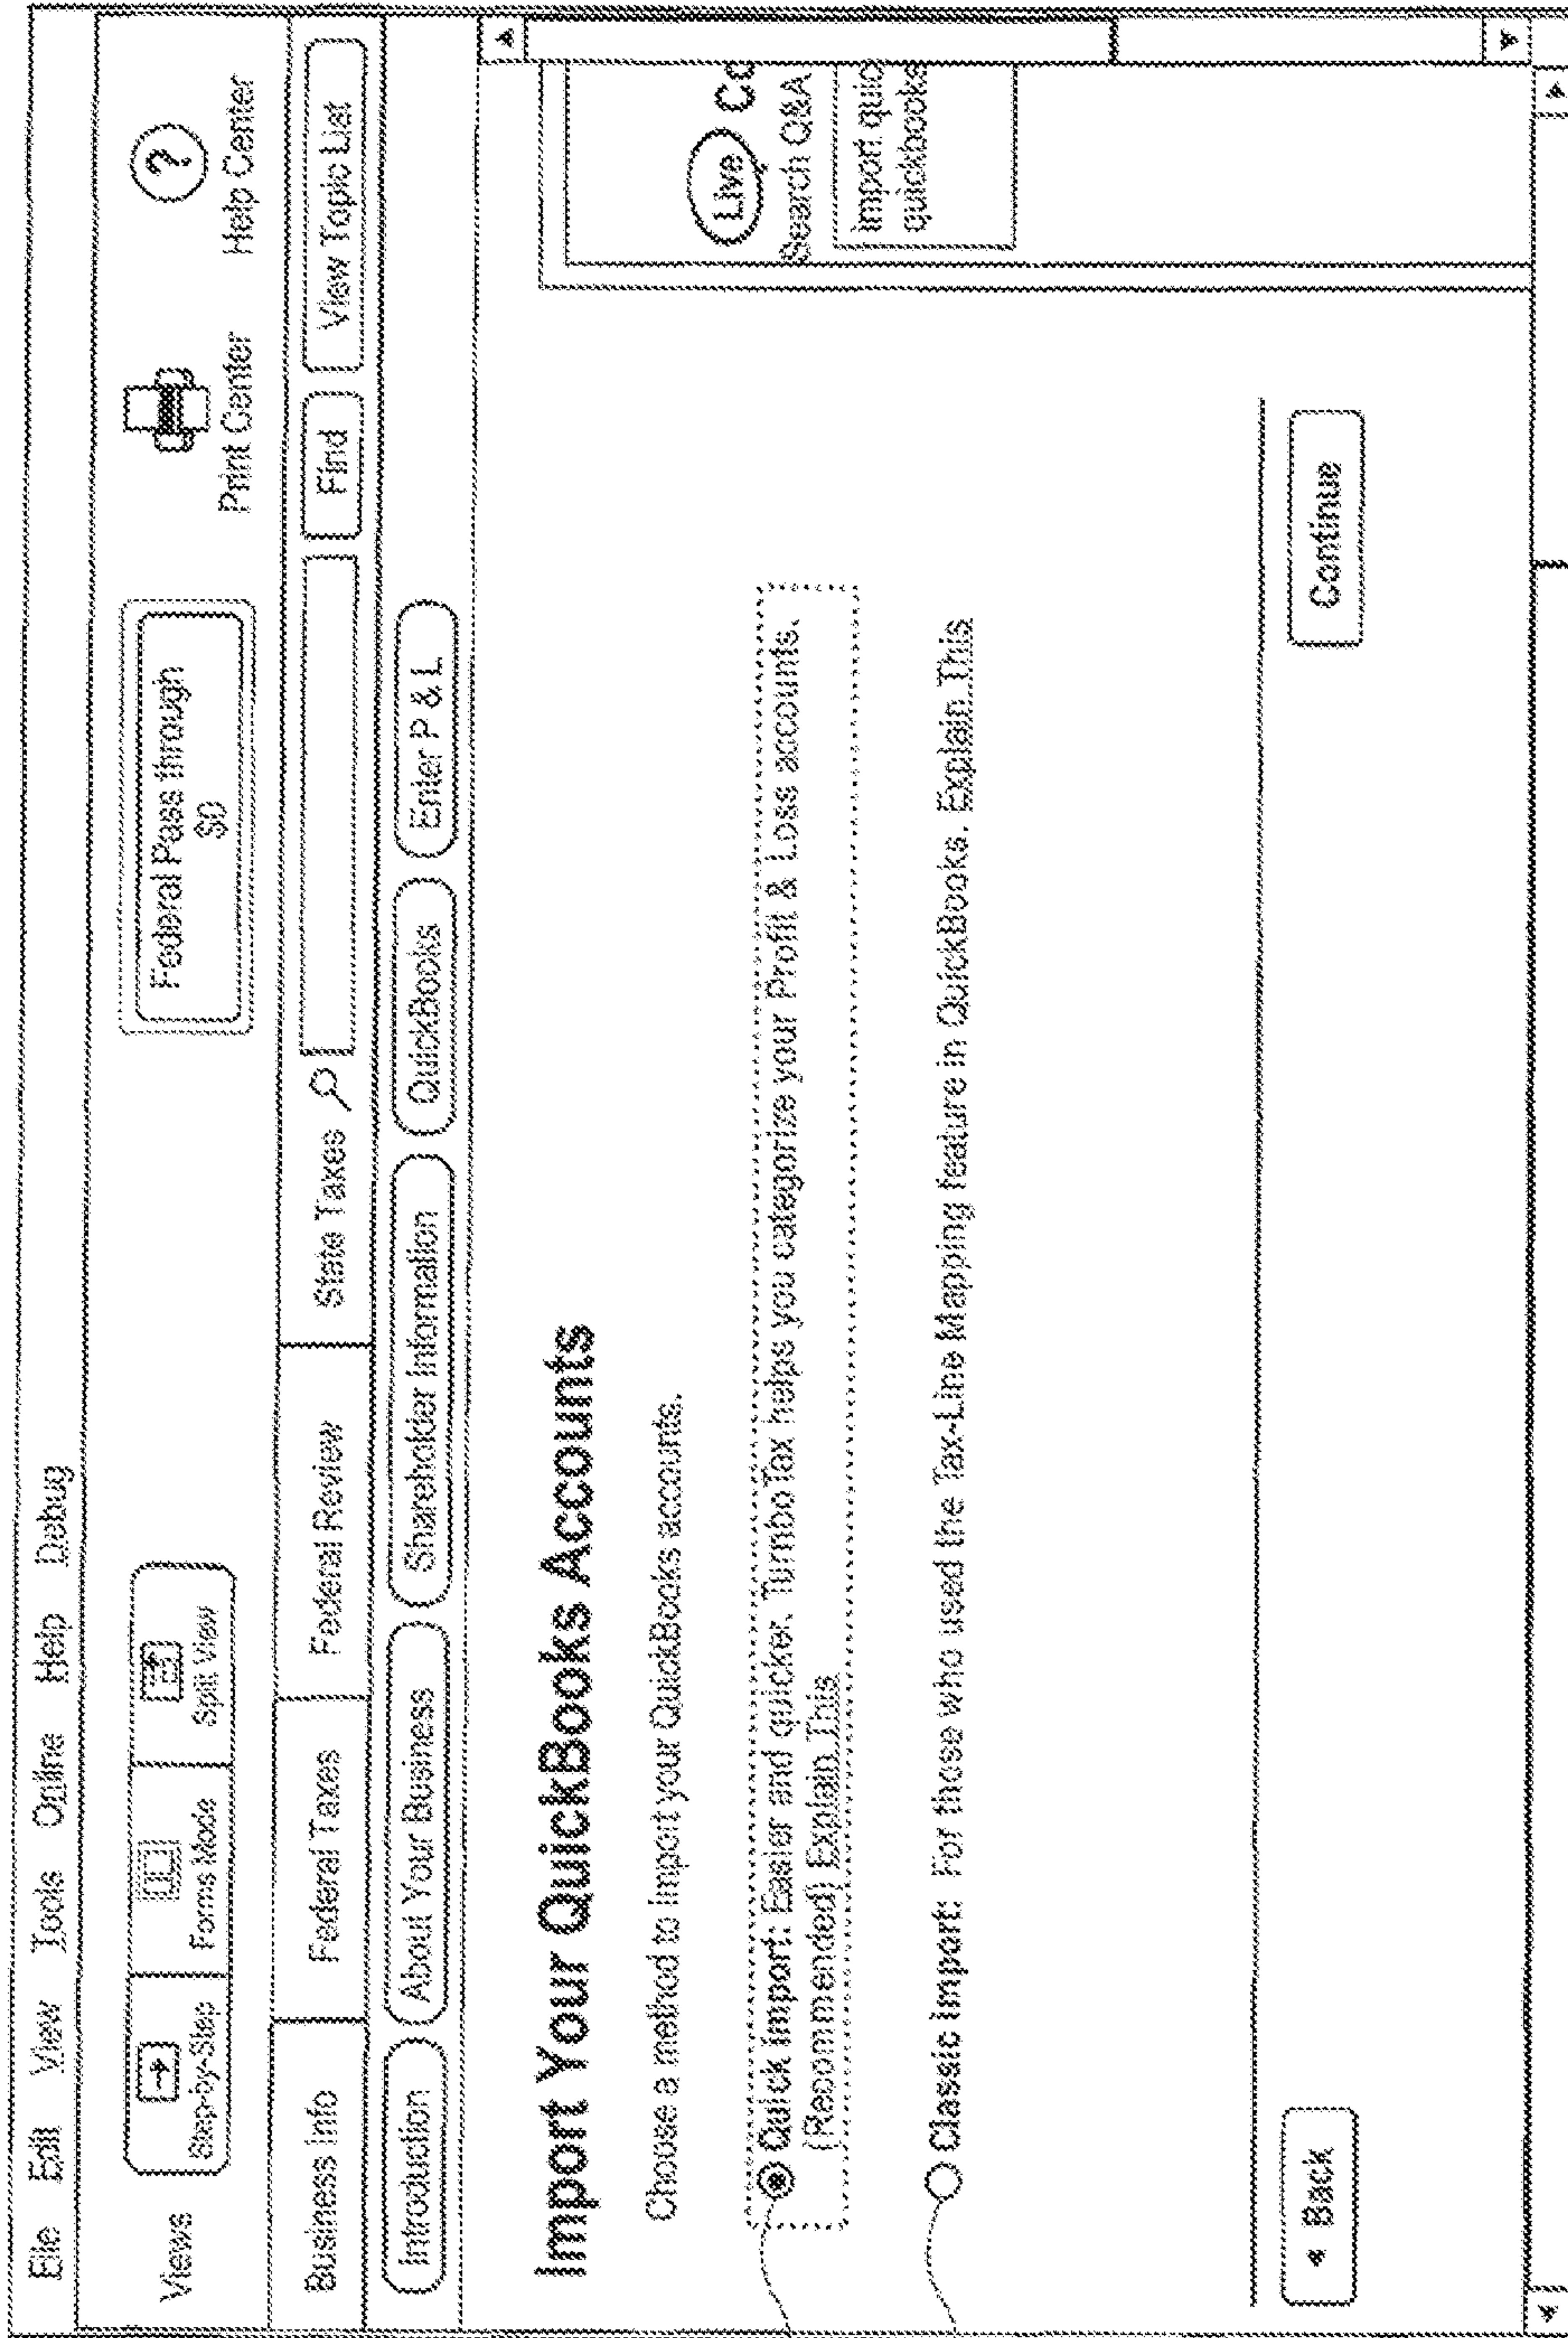 File Edit View Tools Online Help Debug
Views
Step-by-Step
Forms Mode
Split View
Federal Pass through
$0
Print Center
? Help Center
Business Info Federal Taxes Federal Review State Taxes Find View Topic List
Introduction About Your Business Shareholder Information QuickBooks Enter P & L
Import Your QuickBooks Accounts
Choose a method to import your QuickBooks accounts.
Quick import: Easier and quicker. TurboTax helps you categorize your Profit & Loss accounts.
(Recommended) Explain This
Classic import: For those who used the Tax-Line Mapping feature in QuickBooks. Explain This
Live Co
Search Q&A
import quic
quickbooks
Back
Continue